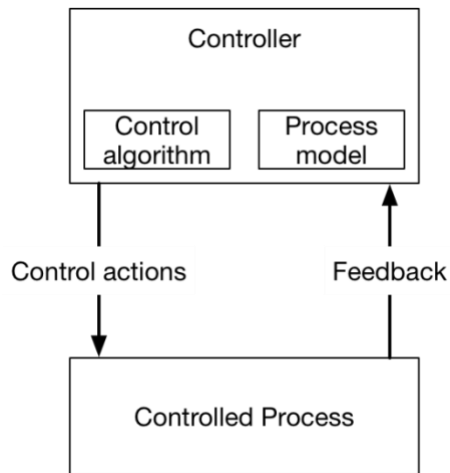 Controller
Control
algorithm
Process
model
Control actions
Feedback
Controlled Process